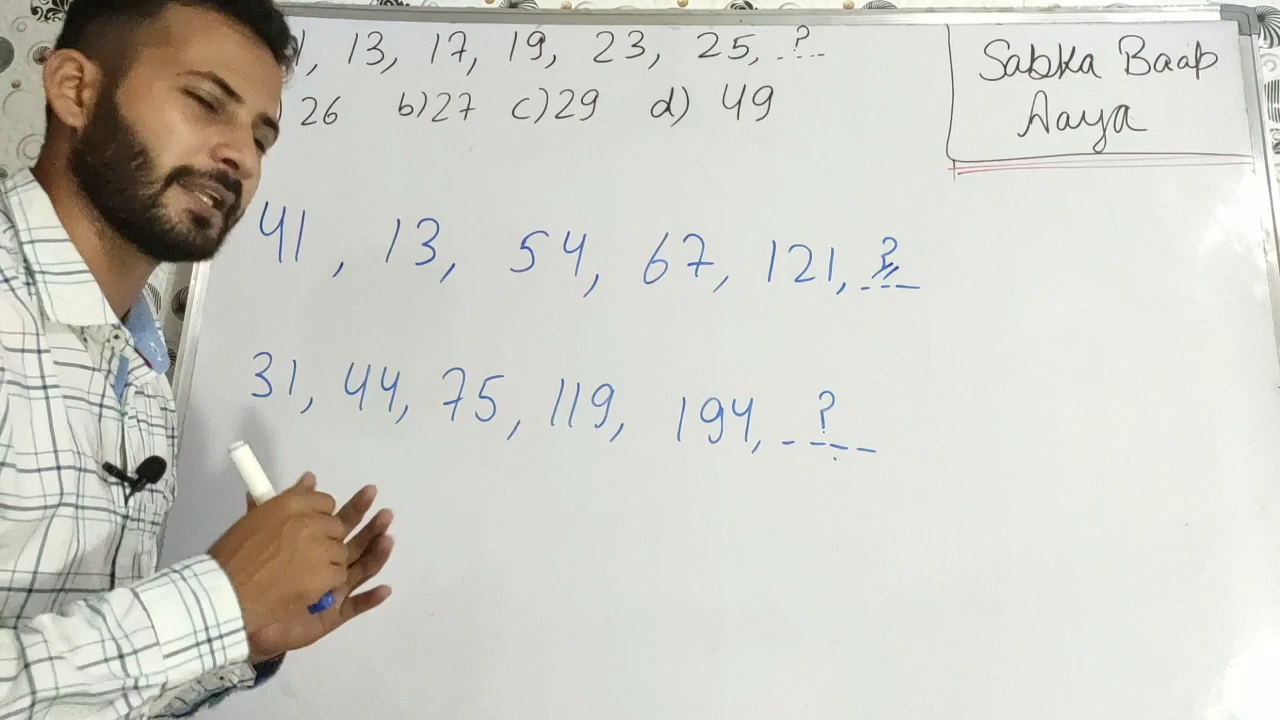 1, 13, 17, 19, 23, 25, ?
) 26 b) 27 c) 29 d) 49
Sabka Baap
Aaya
41, 13, 54, 67, 121, ?
31, 44, 75, 119, 194, ?